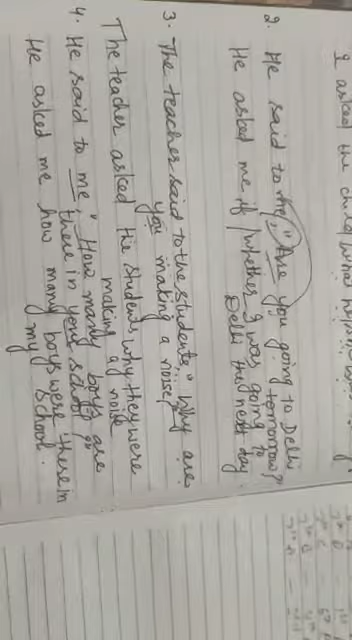 I asked the child what
2. He said to me, "Are you going to Delhi
tomorrow?"
He asked me if/whether I was going to
Delhi the next day.
3. The teacher said to the students, "Why are
you making a noise?
The teacher asked the students why they were
making a noise
4. He said to me "How many boys are
there in your school?"
He asked me how many boys were there in
my school.